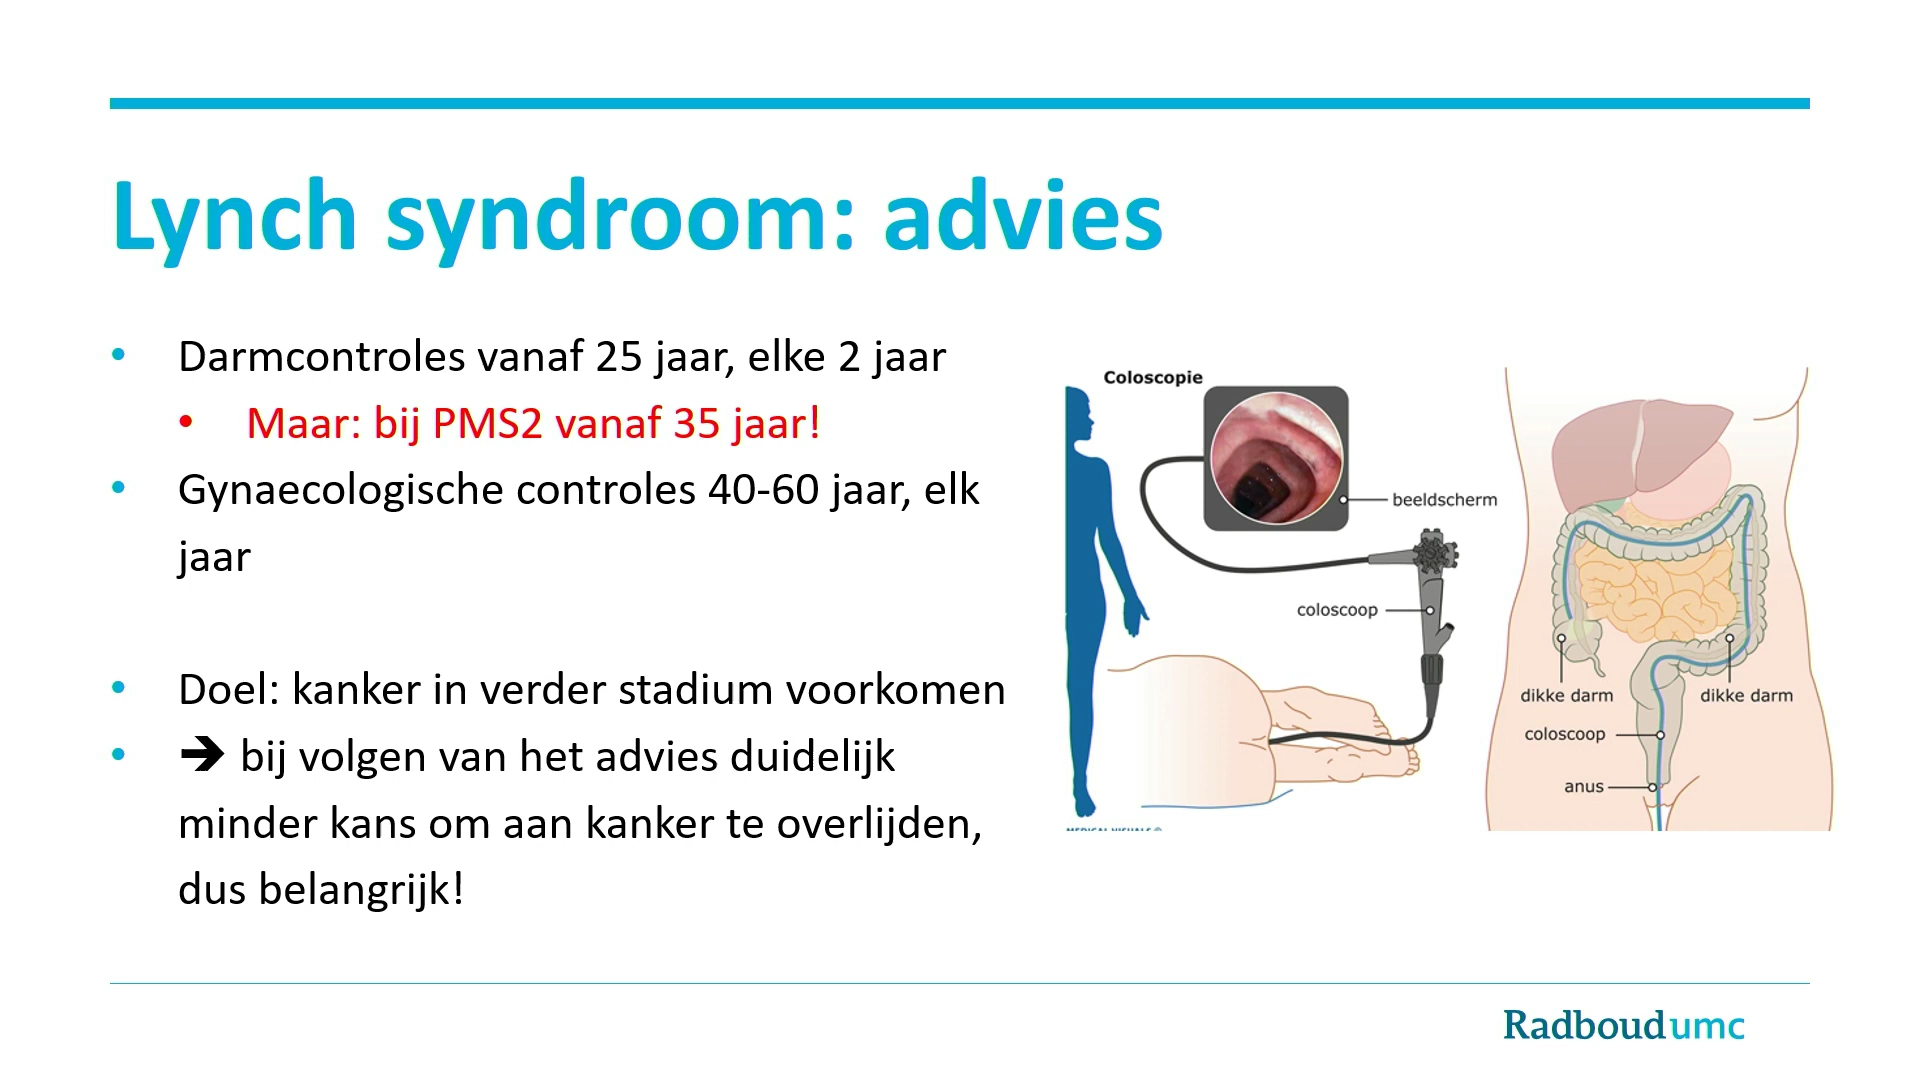 Lynch syndroom: advies
• Darmcontroles vanaf 25 jaar, elke 2 jaar
• Maar: bij PMS2 vanaf 35 jaar!
• Gynaecologische controles 40-60 jaar, elk
jaar
• Doel: kanker in verder stadium voorkomen
• ➔ bij volgen van het advies duidelijk
minder kans om aan kanker te overlijden,
dus belangrijk!
Coloscopie
beeldscherm
coloscoop
dikke darm
dikke darm
coloscoop
anus
MEDICAL VISUALS ©
Radboudumc